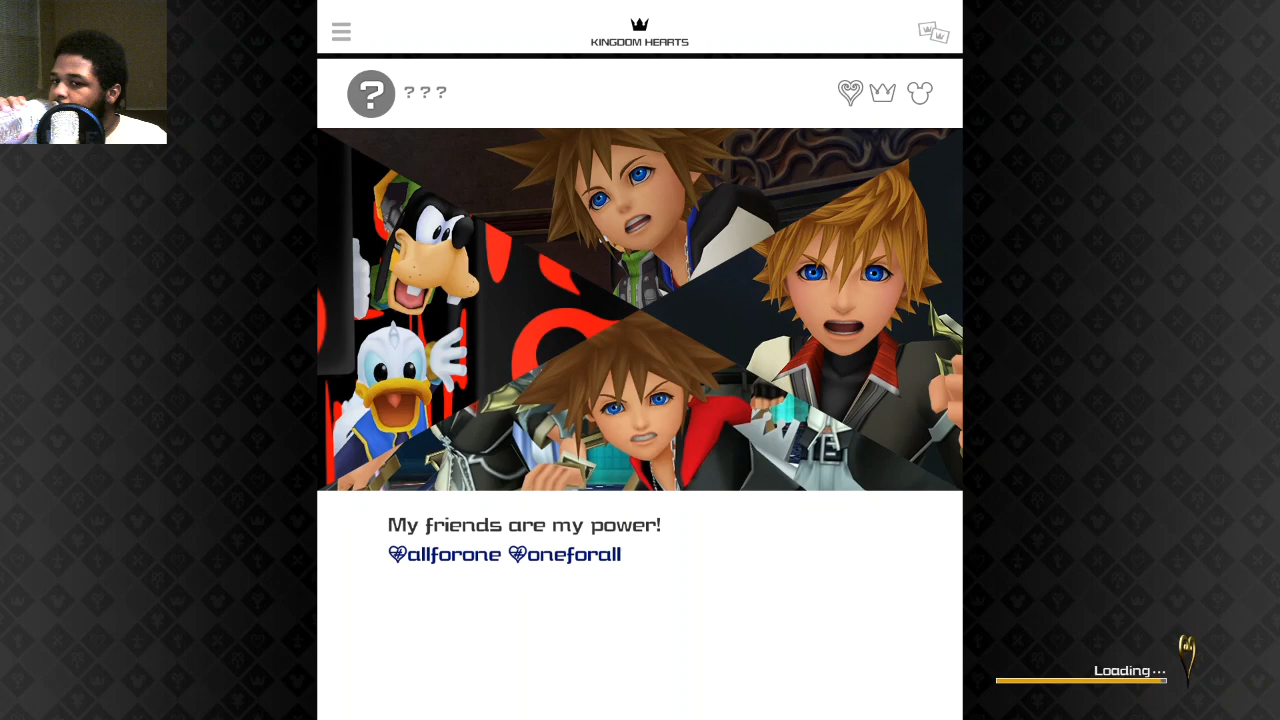 KINGDOM HEARTS
?
? ? ?
My friends are my power!
#allforone #oneforall
Loading...